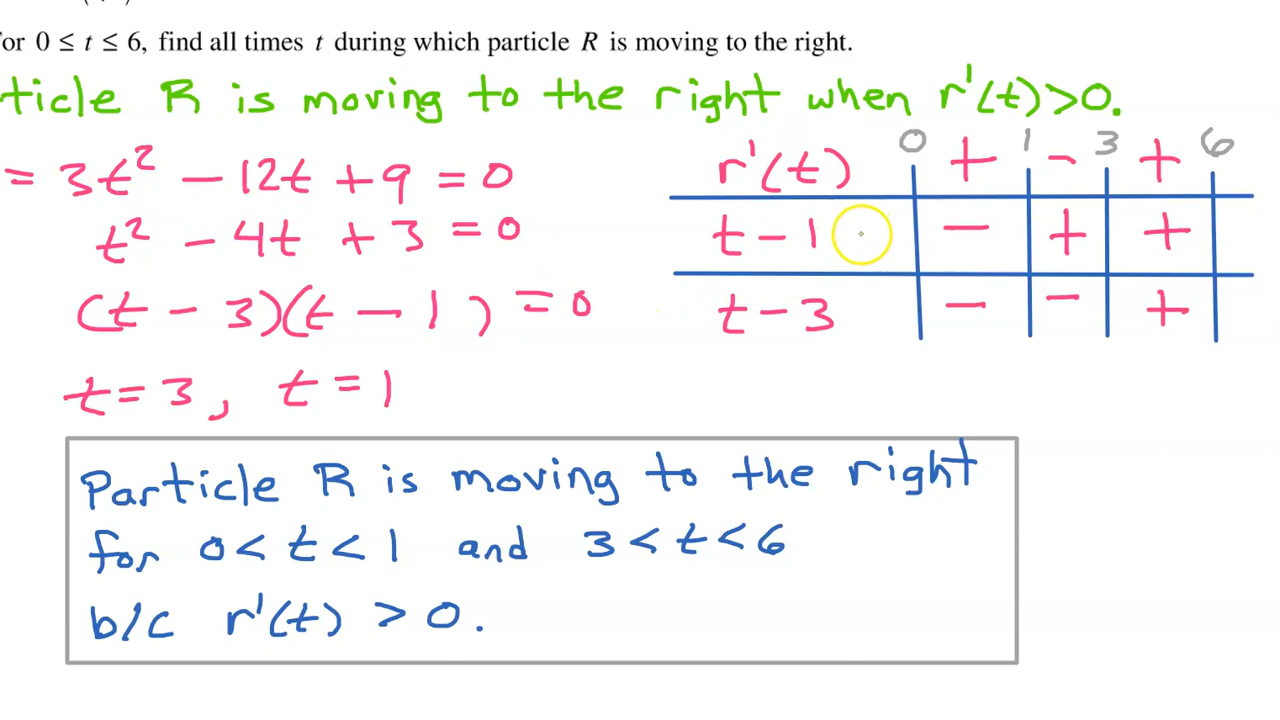 or 0 ≤ t ≤ 6, find all times t during which particle R is moving to the right.
ticle R is moving to the right when r'(t)>0.
= 3t² - 12t + 9 = 0
t² - 4t + 3 = 0
(t - 3)(t - 1) = 0
t = 3, t = 1
0 1 3 6
r'(t) + - +
t - 1 - + +
t - 3 - - +
Particle R is moving to the right
for 0 < t < 1 and 3 < t < 6
b/c r'(t) > 0.